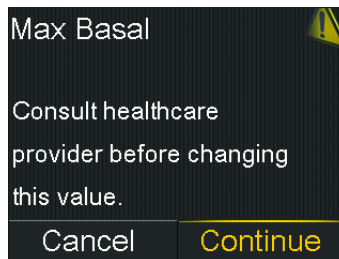 Max Basal
Consult healthcare
provider before changing
this value.
Cancel Continue